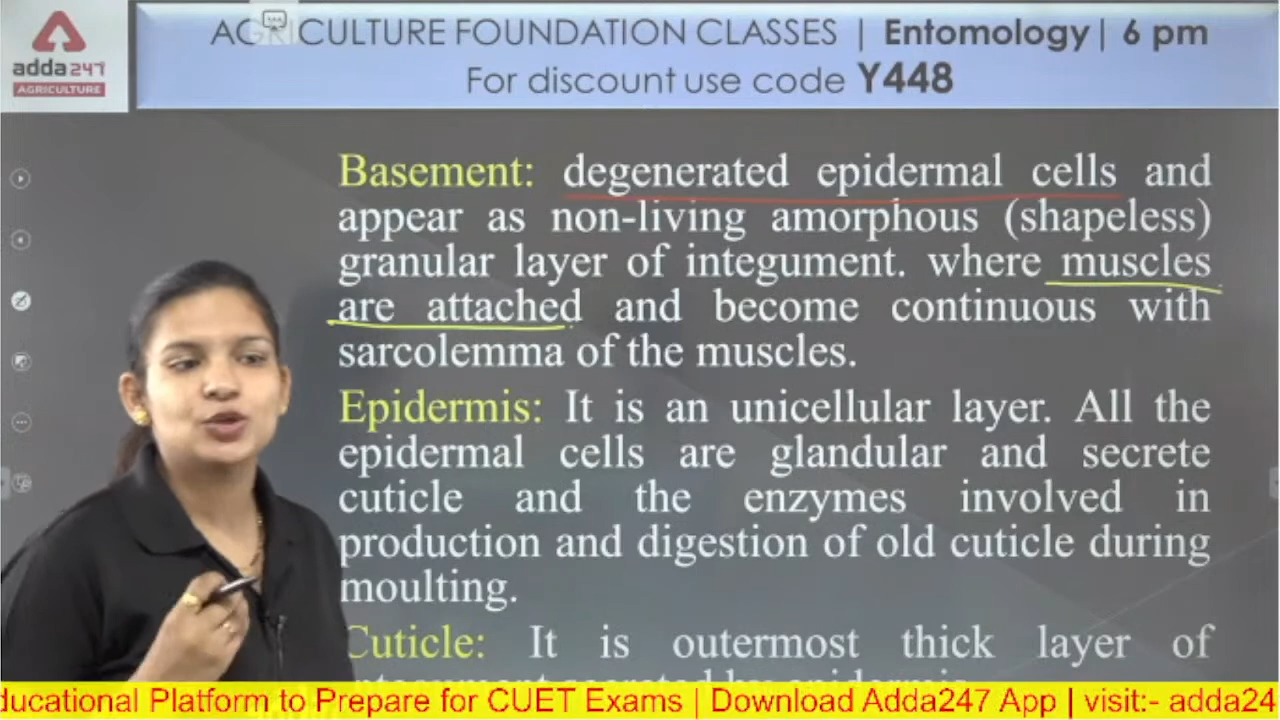 AGRICULTURE FOUNDATION CLASSES | Entomology| 6 pm
For discount use code Y448
adda247
AGRICULTURE
Basement: degenerated epidermal cells and
appear as non-living amorphous (shapeless)
granular layer of integument. where muscles
are attached and become continuous with
sarcolemma of the muscles.
Epidermis: It is an unicellular layer. All the
epidermal cells are glandular and secrete
cuticle and the enzymes involved in
production and digestion of old cuticle during
moulting.
Cuticle: It is outermost thick layer of
secreted by epidermis
ducational Platform to Prepare for CUET Exams | Download Adda247 App | visit:- adda24